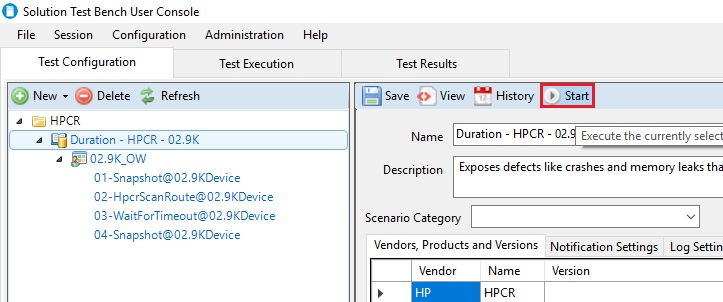 Solution Test Bench User Console
File Session Configuration Administration Help
Test Configuration Test Execution Test Results
New Delete Refresh
HPCR
Duration - HPCR - 02.9K
02.9K_OW
01-Snapshot@02.9KDevice
02-HpcrScanRoute@02.9KDevice
03-WaitForTimeout@02.9KDevice
04-Snapshot@02.9KDevice
Save View History Start
Name Duration - HPCR - 02.9
Execute the currently selec
Description Exposes defects like crashes and memory leaks tha
Scenario Category
Vendors, Products and Versions Notification Settings Log Settin
Vendor Name Version
HP HPCR